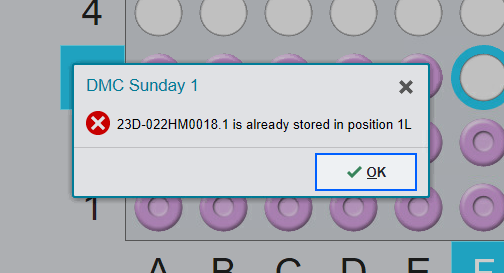 4
DMC Sunday 1
23D-022HM0018.1 is already stored in position 1L
OK
1
A B C D E F